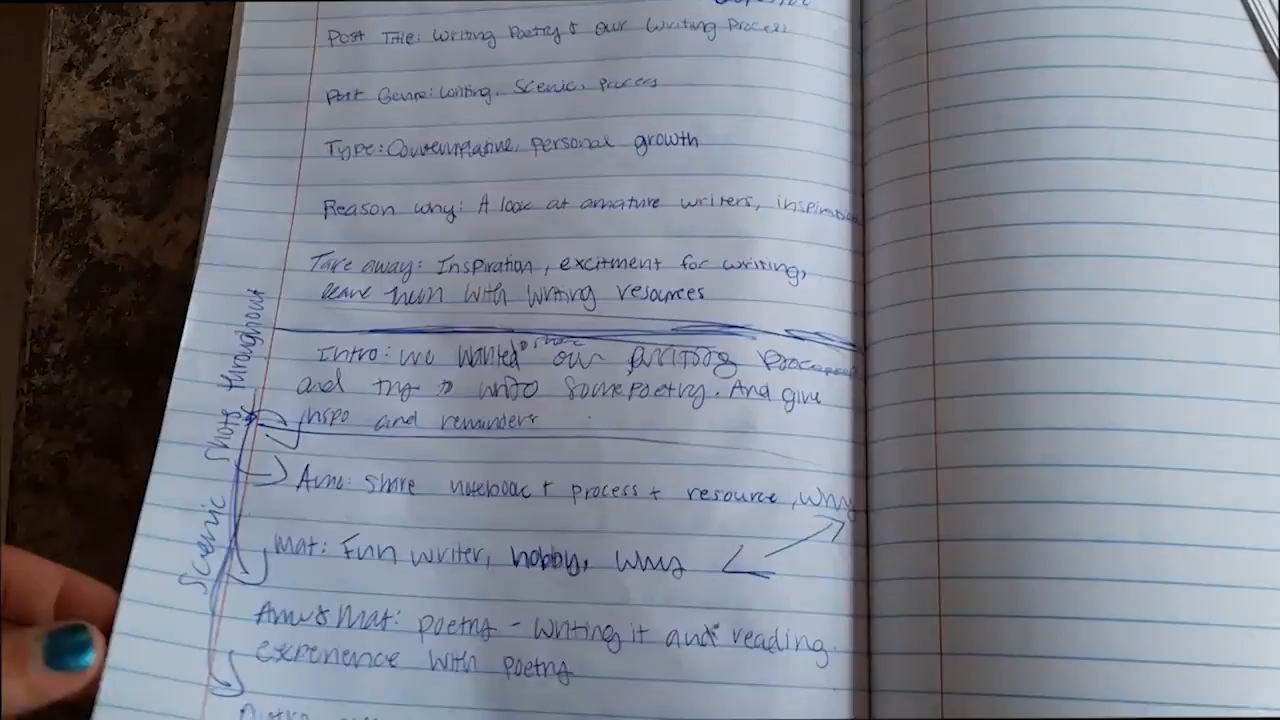 Post Title: Writing Poetry & our Writing Process
Post Genre: Writing, Scenic, process
Type: Contemplative, personal growth
Reason why: A look at amature writers, inspiration
Take away: Inspiration, excitment for writing,
leave them with writing resources
Intro: we wanted to share our writing
and try to write some poetry. And give
inspo and reminders
share notebook + process + resource, why
Mat: Fun writer, hobby, why
& Mat: poetry - writing it and reading
experience with poetry
Scenic shots throughout